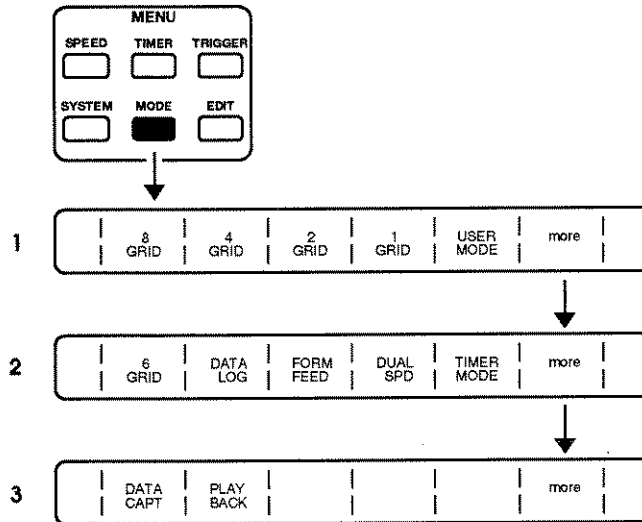 MENU
SPEED TIMER TRIGGER
SYSTEM MODE EDIT
1
8 GRID
4 GRID
2 GRID
1 GRID
USER MODE
more
2
6 GRID
DATA LOG
FORM FEED
DUAL SPD
TIMER MODE
more
3
DATA CAPT
PLAY BACK
more